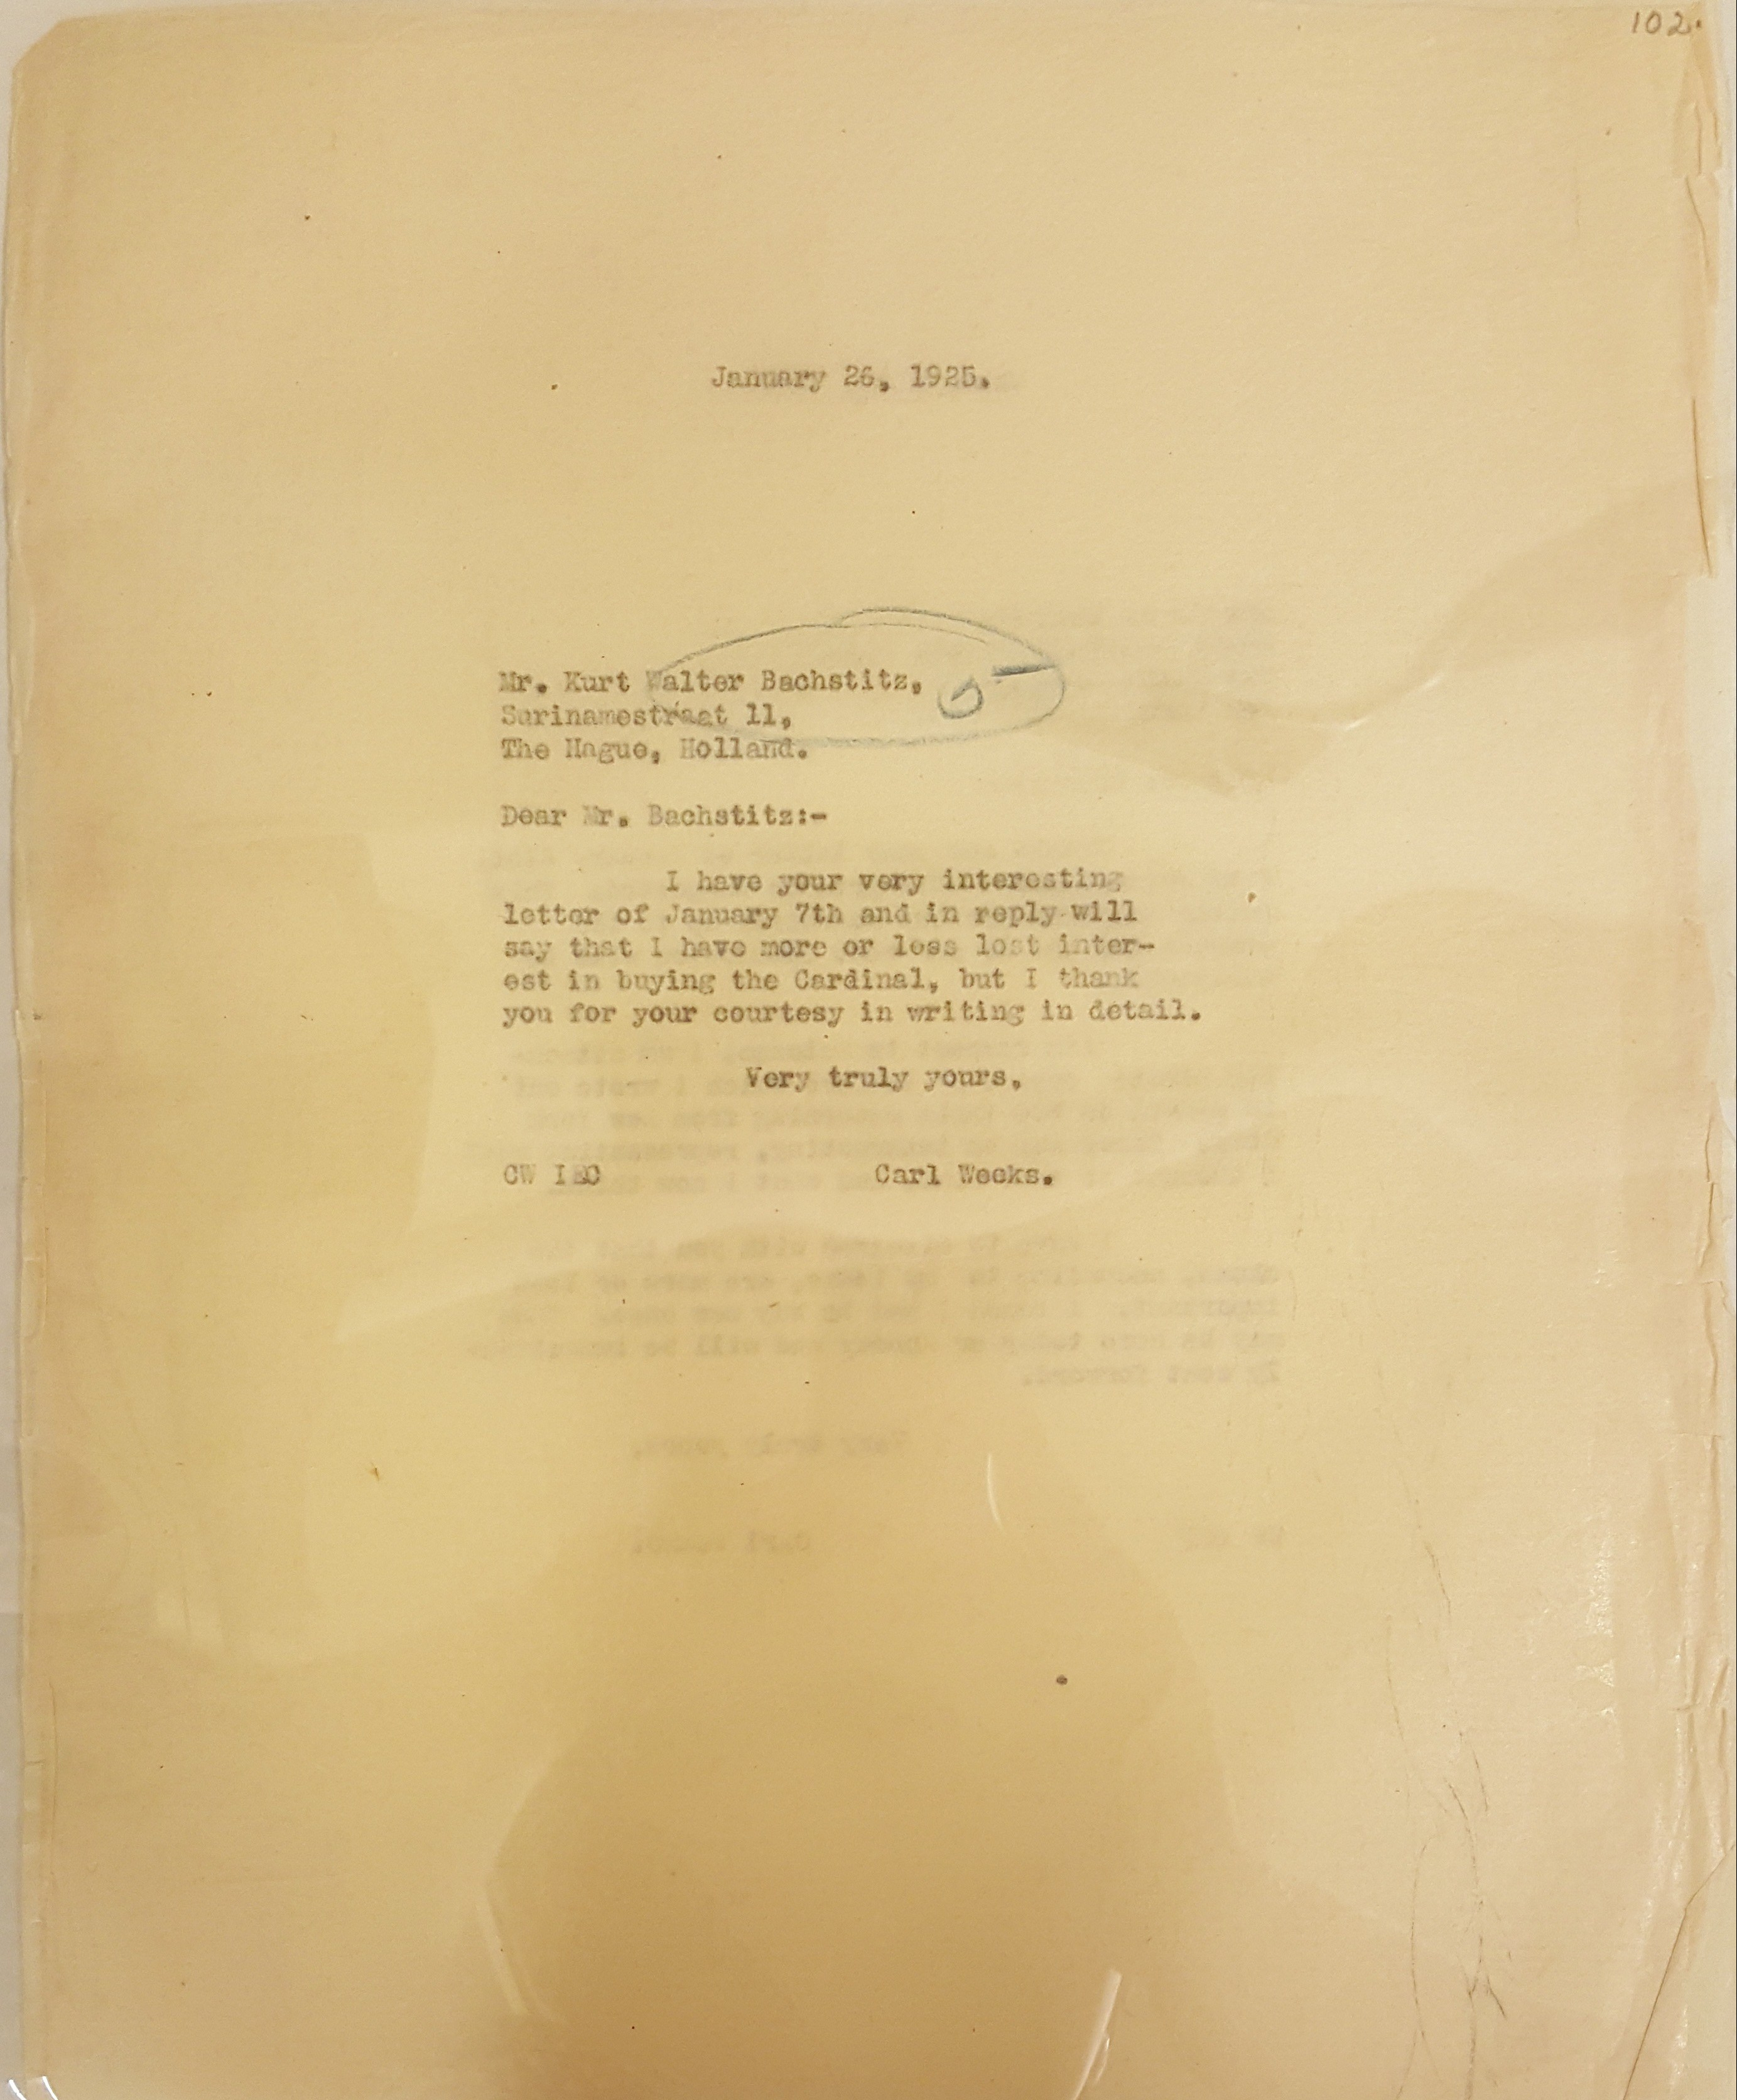 102.
January 26, 1925.
Mr. Kurt Walter Bachstitz,
Surinamestraat 11,
The Hague, Holland.
Dear Mr. Bachstitz:-
I have your very interesting
letter of January 7th and in reply will
say that I have more or less lost inter-
est in buying the Cardinal, but I thank
you for your courtesy in writing in detail.
Very truly yours,
CW
Carl Weeks.